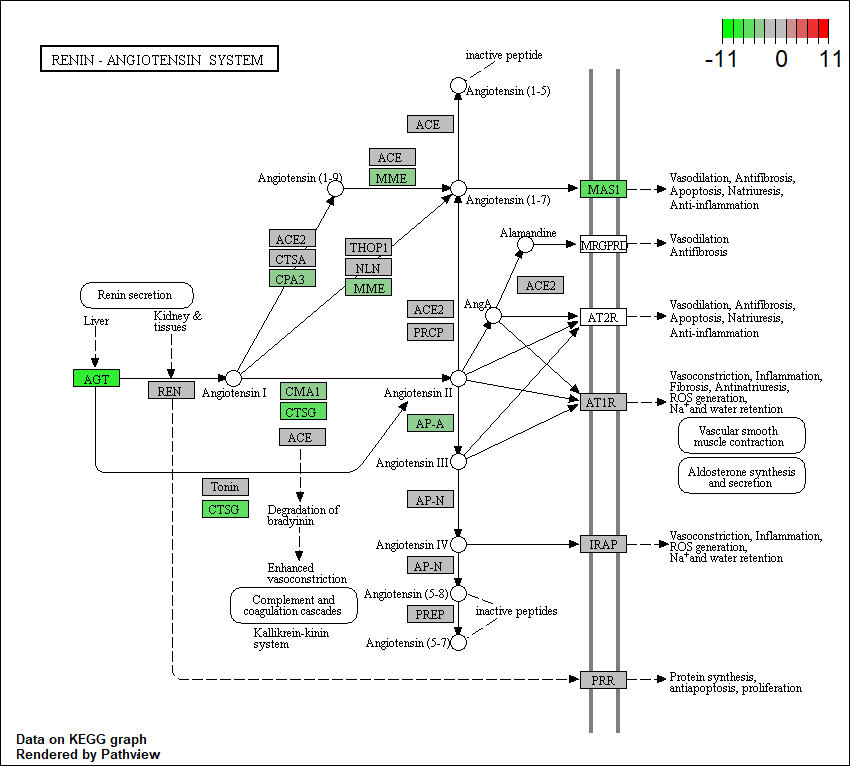 RENIN - ANGIOTENSIN SYSTEM
-11 0 11
inactive peptide
Angiotensin (1-5)
ACE
ACE
MME
Angiotensin (1-9)
Angiotensin (1-7)
MAS1
Vasodilation, Antifibrosis,
Apoptosis, Natriuresis,
Anti-inflammation
ACE2
CTSA
CPA3
THOP1
NLN
MME
Alamandine
MRGPRD
Vasodilation
Antifibrosis
ACE2
Renin secretion
Liver
Kidney &
tissues
ACE2
PRCP
AngA
AT2R
Vasodilation, Antifibrosis,
Apoptosis, Natriuresis,
Anti-inflammation
AGT
REN
Angiotensin I
CMA1
CTSG
ACE
Angiotensin II
AT1R
Vasoconstriction, Inflammation,
Fibrosis, Antinatriuresis,
ROS generation,
Na+ and water retention
Vascular smooth
muscle contraction
Aldosterone synthesis
and secretion
AP-A
Angiotensin III
Tonin
CTSG
Degradation of
bradyinin
AP-N
Angiotensin IV
IRAP
Vasoconstriction, Inflammation,
ROS generation,
Na+ and water retention
Enhanced
vasoconstriction
AP-N
Complement and
coagulation cascades
Angiotensin (5-8)
inactive peptides
PREP
Kallikrein-kinin
system
Angiotensin (5-7)
PRR
Protein synthesis,
antiapoptosis, proliferation
Data on KEGG graph
Rendered by Pathview